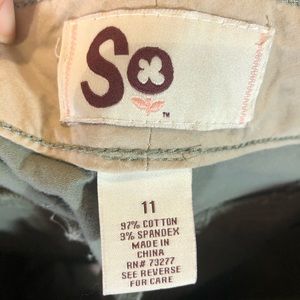 So
TM
11
97% COTTON
3% SPANDEX
MADE IN
CHINA
RN# 73277
SEE REVERSE
FOR CARE